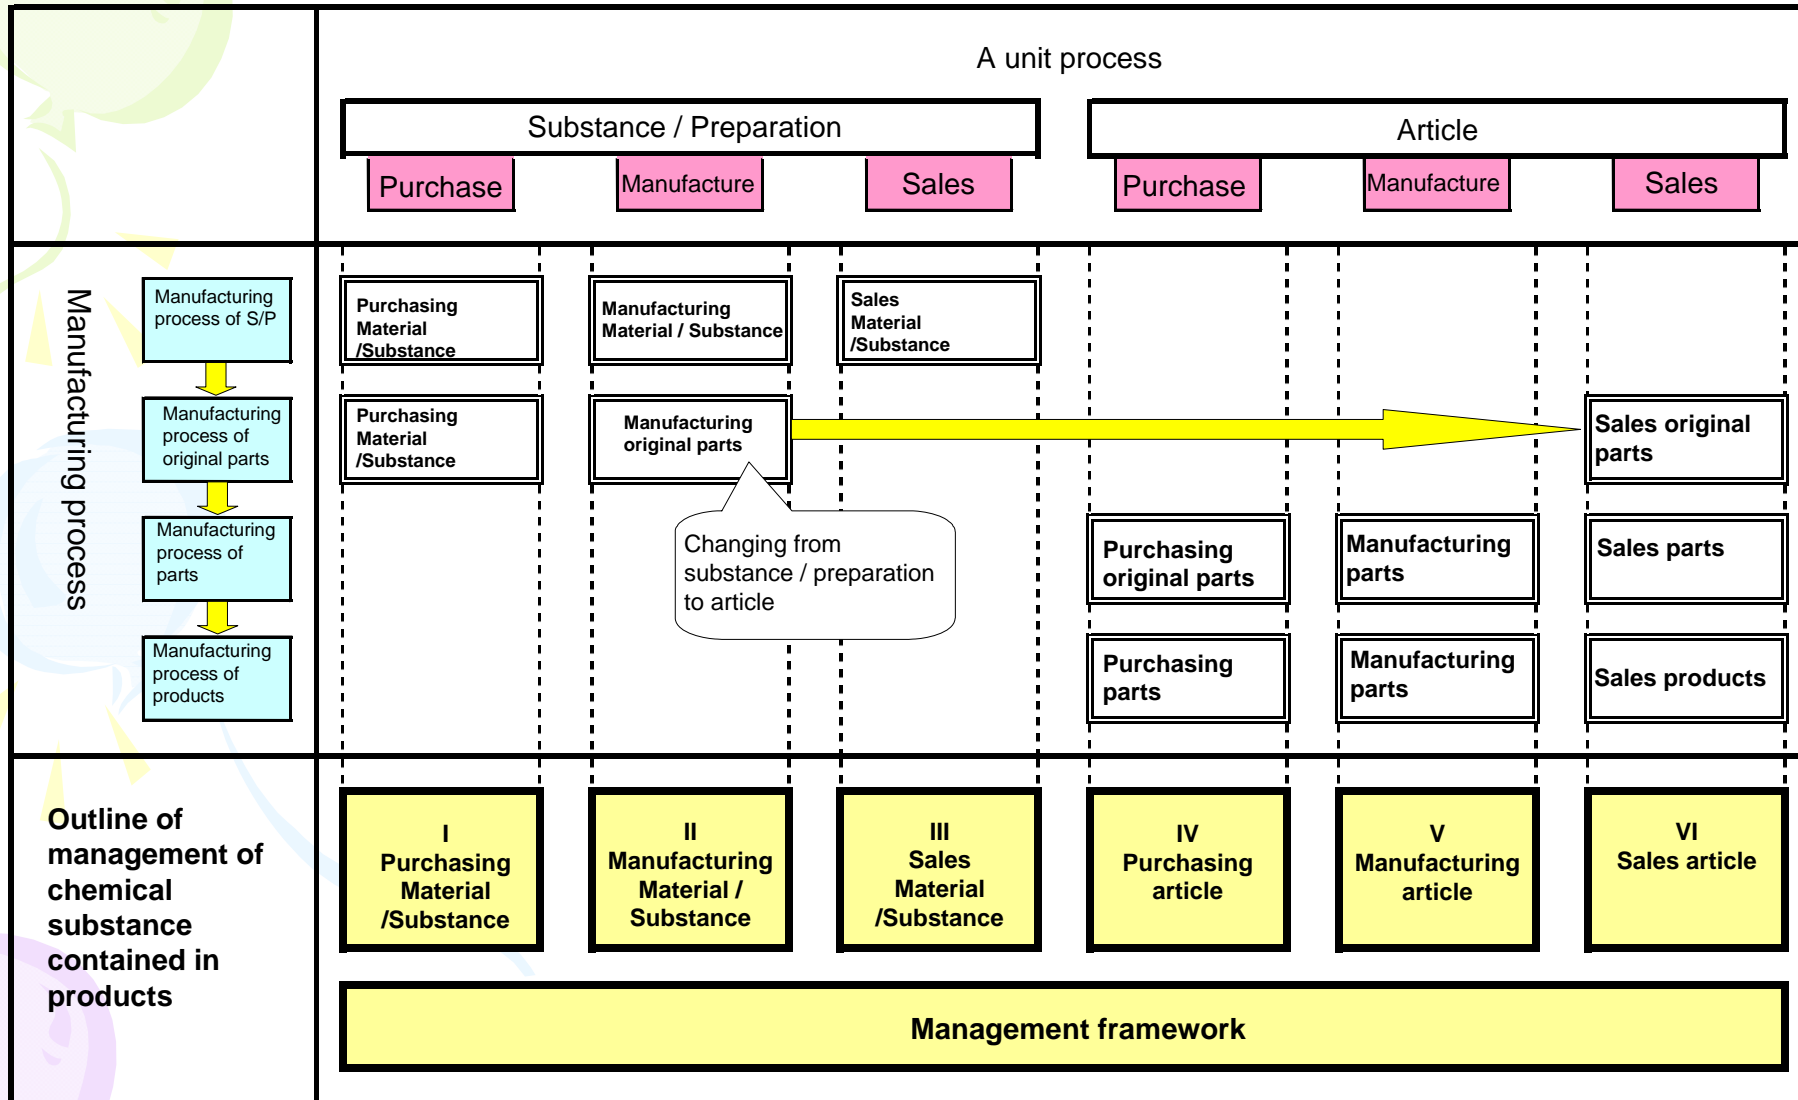 A unit process
Substance / Preparation
Article
Purchase
Manufacture
Sales
Purchase
Manufacture
Sales
Manufacturing process
Manufacturing
process of S/P
Purchasing
Material
/Substance
Manufacturing
Material / Substance
Sales
Material
/Substance
Manufacturing
process of
original parts
Purchasing
Material
/Substance
Manufacturing
original parts
Sales original
parts
Changing from
substance / preparation
to article
Manufacturing
process of
parts
Purchasing
original parts
Manufacturing
parts
Sales parts
Manufacturing
process of
products
Purchasing
parts
Manufacturing
parts
Sales products
Outline of
management of
chemical
substance
contained in
products
I
Purchasing
Material
/Substance
II
Manufacturing
Material /
Substance
III
Sales
Material
/Substance
IV
Purchasing
article
V
Manufacturing
article
VI
Sales article
Management framework